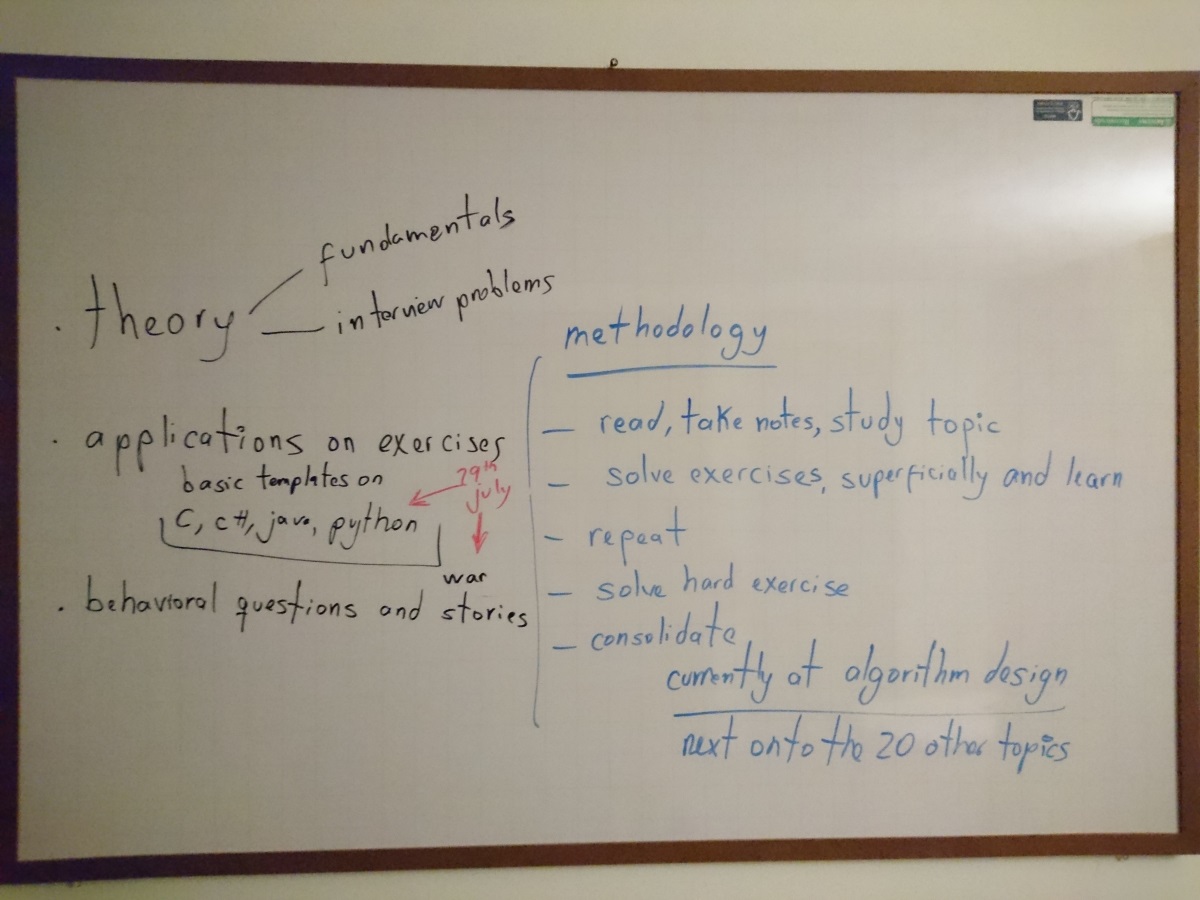 fundamentals
. theory
interview problems
. applications on exercises
basic templates on
C, c#, java, python
29th
july
war
. behavioral questions and stories
methodology
- read, take notes, study topic
- solve exercises, superficially and learn
- repeat
- solve hard exercise
- consolidate
currently at algorithm design
next onto the 20 other topics